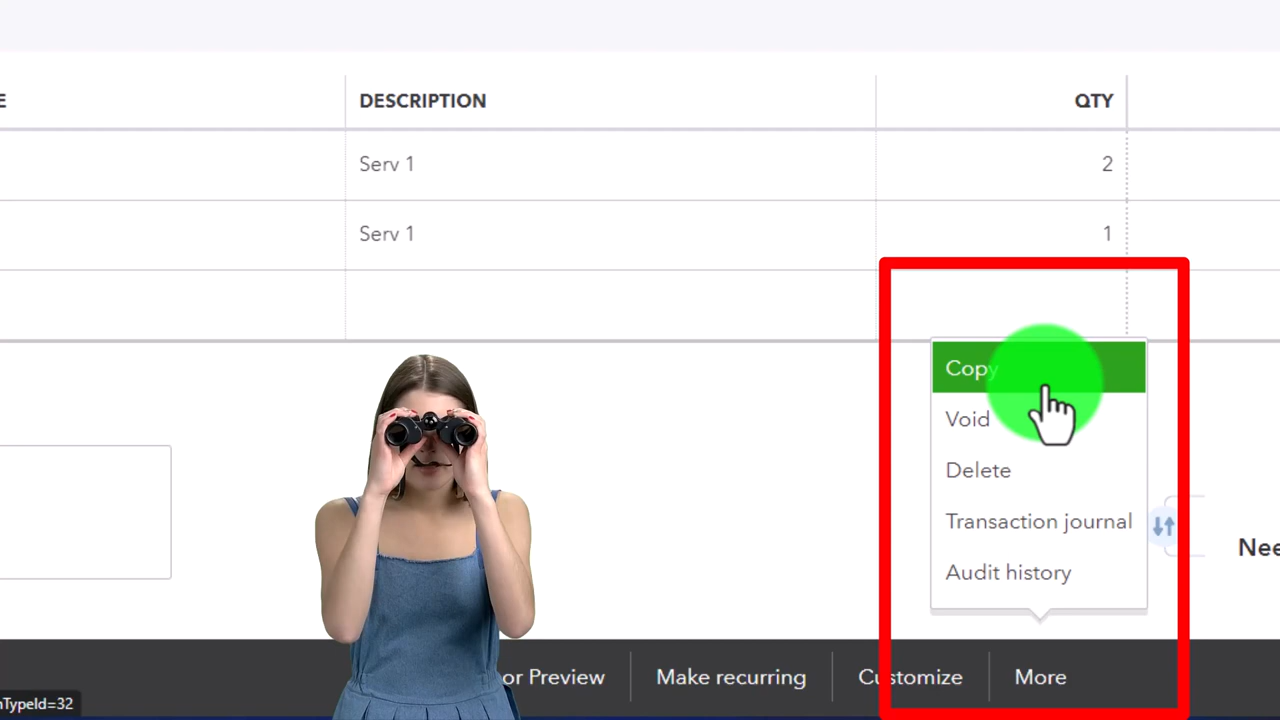 E DESCRIPTION QTY
Serv 1 2
Serv 1 1
Copy
Void
Delete
Transaction journal
Audit history
Nee
or Preview Make recurring Customize More
nTypeId=32